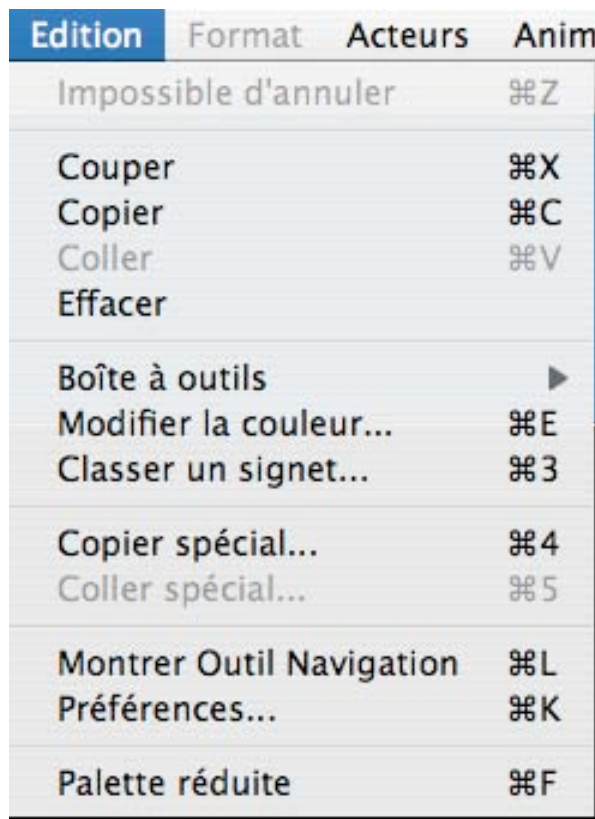 Edition Format Acteurs Anim
Impossible d'annuler ⌘Z
Couper ⌘X
Copier ⌘C
Coller ⌘V
Effacer
Boîte à outils ▶
Modifier la couleur... ⌘E
Classer un signet... ⌘3
Copier spécial... ⌘4
Coller spécial... ⌘5
Montrer Outil Navigation ⌘L
Préférences... ⌘K
Palette réduite ⌘F